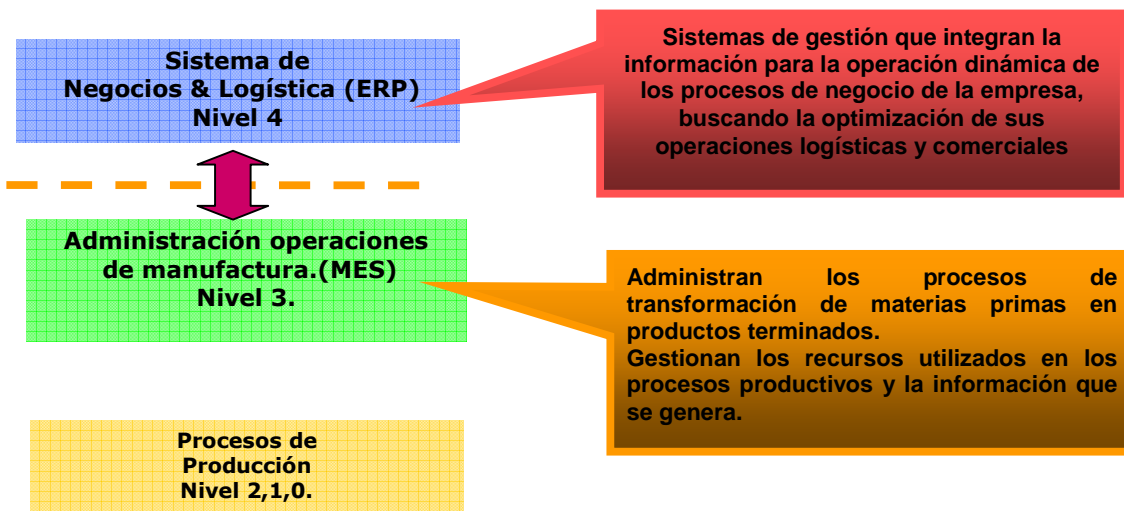 Sistema de
Negocios & Logística (ERP)
Nivel 4
Sistemas de gestión que integran la
información para la operación dinámica de
los procesos de negocio de la empresa,
buscando la optimización de sus
operaciones logísticas y comerciales
Administración operaciones
de manufactura.(MES)
Nivel 3.
Administran los procesos de
transformación de materias primas en
productos terminados.
Gestionan los recursos utilizados en los
procesos productivos y la información que
se genera.
Procesos de
Producción
Nivel 2,1,0.